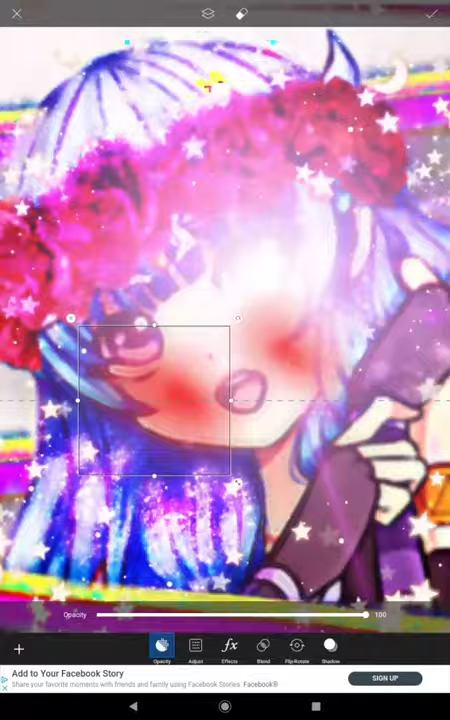 Opacity 100
Opacity Adjust Effects Blend Flip/Rotate Shadow
Add to Your Facebook Story
Share your favorite moments with friends and family using Facebook Stories. Facebook®
SIGN UP